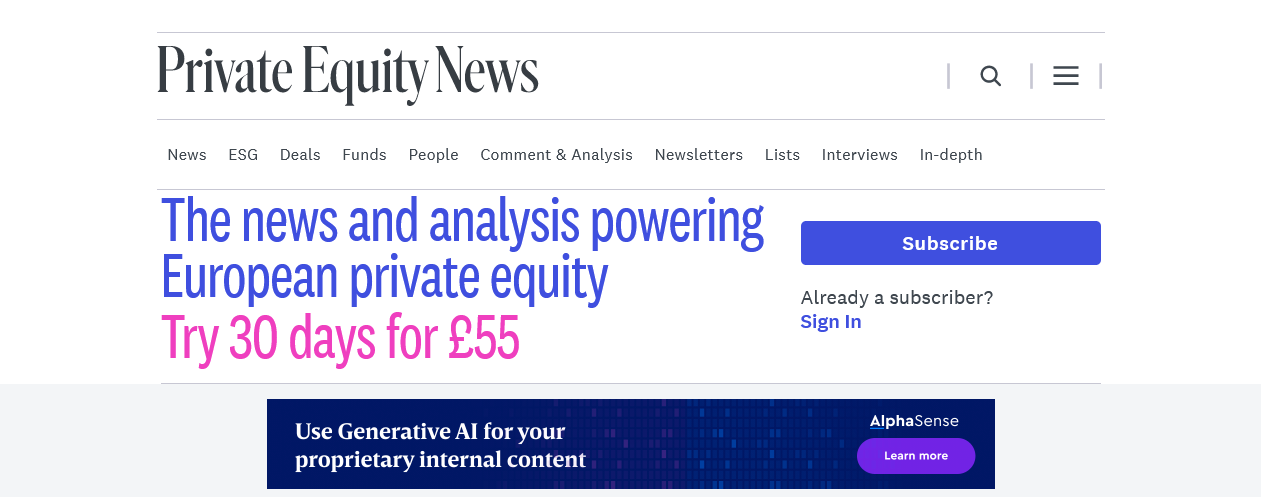 Private Equity News
News ESG Deals Funds People Comment & Analysis Newsletters Lists Interviews In-depth
The news and analysis powering
European private equity
Try 30 days for £55
Subscribe
Already a subscriber?
Sign In
Use Generative AI for your
proprietary internal content
AlphaSense
Learn more